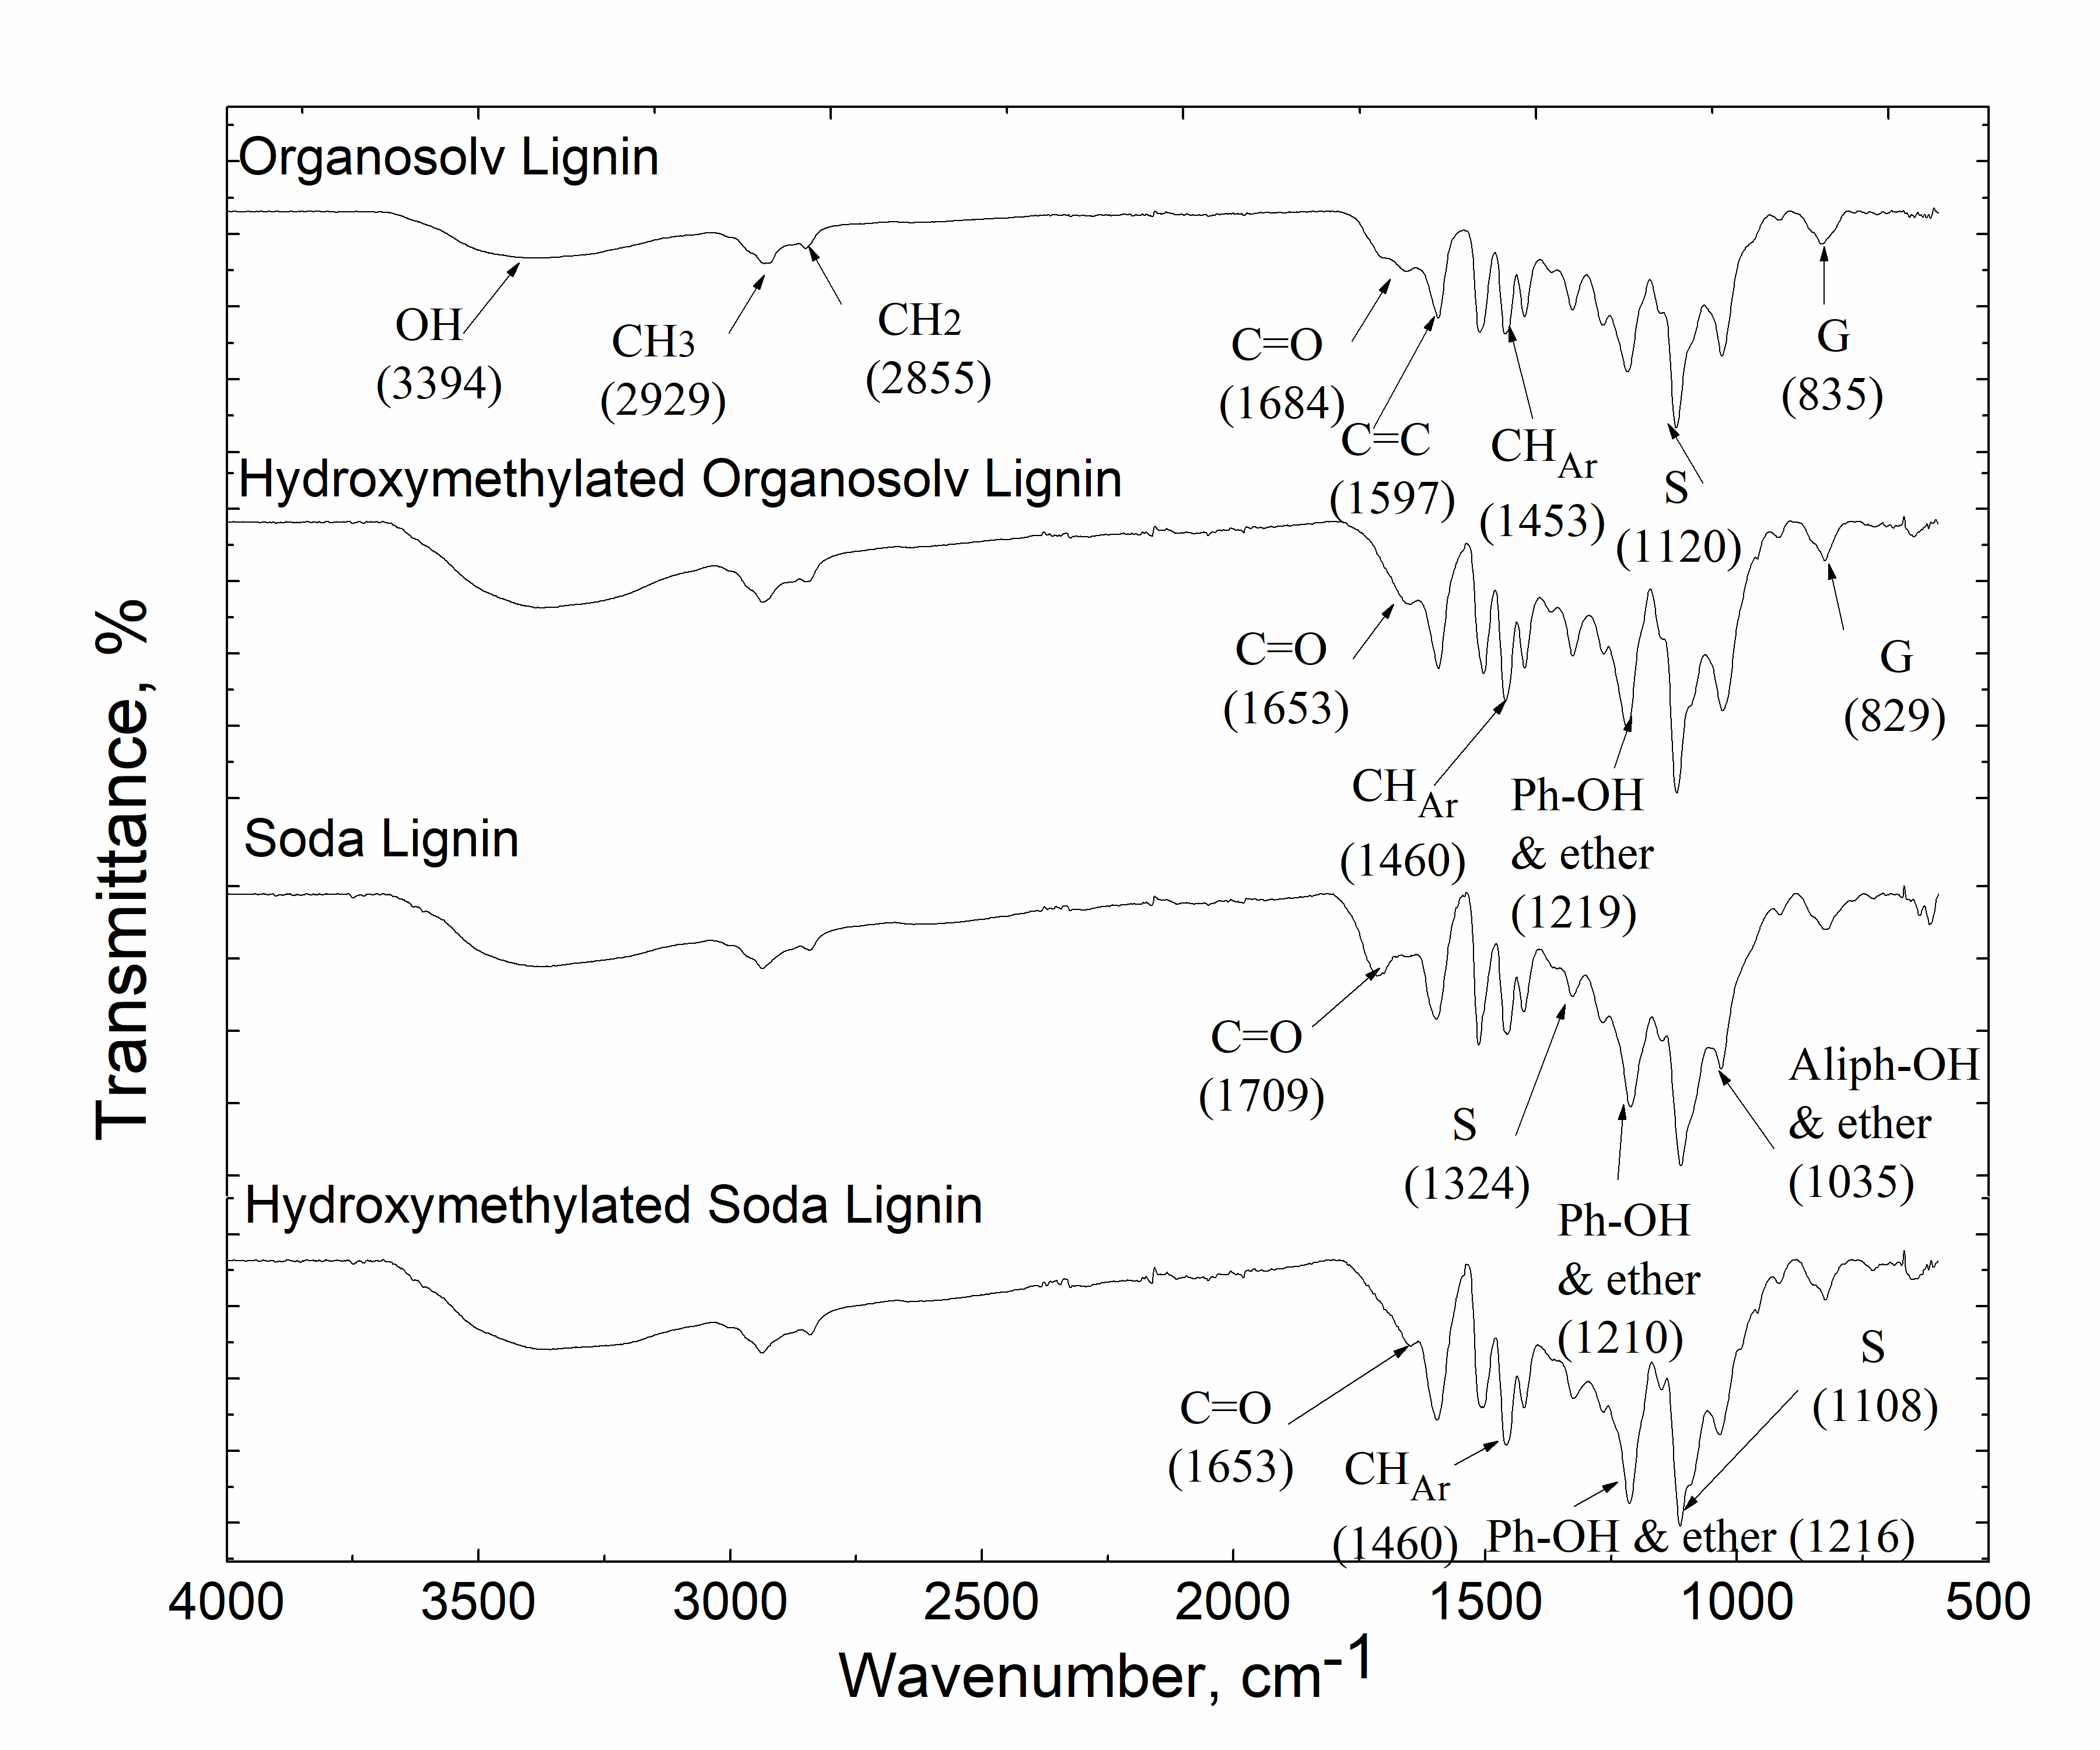 Organosolv Lignin
OH
(3394)
CH3
(2929)
CH2
(2855)
C=O
(1684)
C=C
(1597)
CHAr
(1453)
S
(1120)
G
(835)
Hydroxymethylated Organosolv Lignin
C=O
(1653)
CHAr
(1460)
Ph-OH
& ether
(1219)
G
(829)
Soda Lignin
C=O
(1709)
S
(1324)
Ph-OH
& ether
(1210)
Aliph-OH
& ether
(1035)
Hydroxymethylated Soda Lignin
C=O
(1653)
CHAr
(1460)
Ph-OH & ether (1216)
S
(1108)
Transmittance, %
4000 3500 3000 2500 2000 1500 1000 500
Wavenumber, cm-1